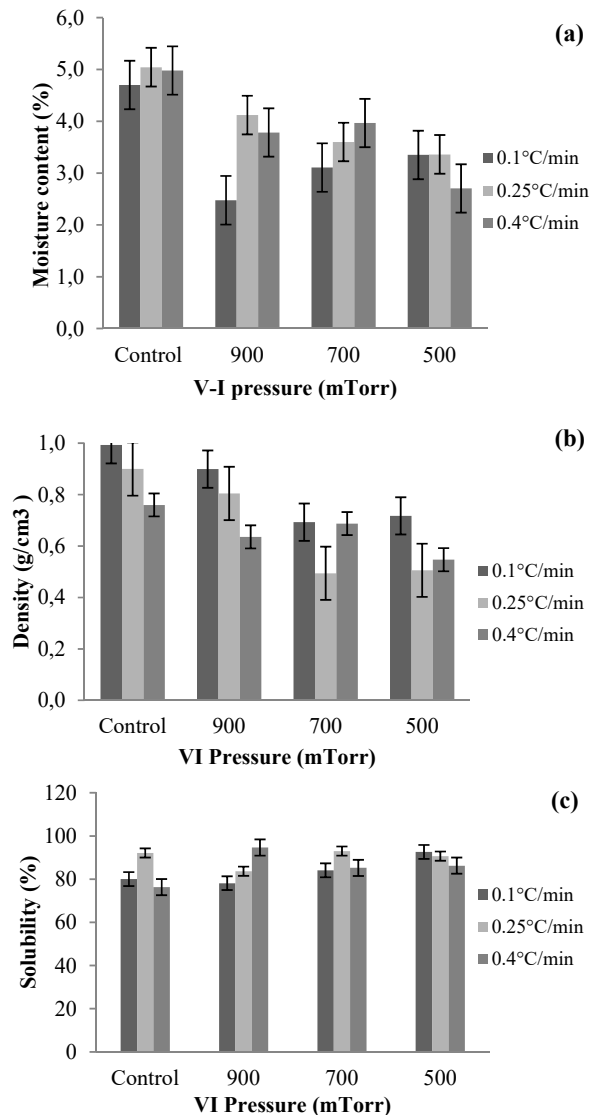 (a)
6,0
5,0
4,0
3,0
2,0
1,0
0,0
Moisture content (%)
0.1°C/min
0.25°C/min
0.4°C/min
Control 900 700 500
V-I pressure (mTorr)
(b)
1,0
0,8
0,6
0,4
0,2
0,0
Density (g/cm3 )
0.1°C/min
0.25°C/min
0.4°C/min
Control 900 700 500
VI Pressure (mTorr)
(c)
120
100
80
60
40
20
0
Solubility (%)
0.1°C/min
0.25°C/min
0.4°C/min
Control 900 700 500
VI Pressure (mTorr)